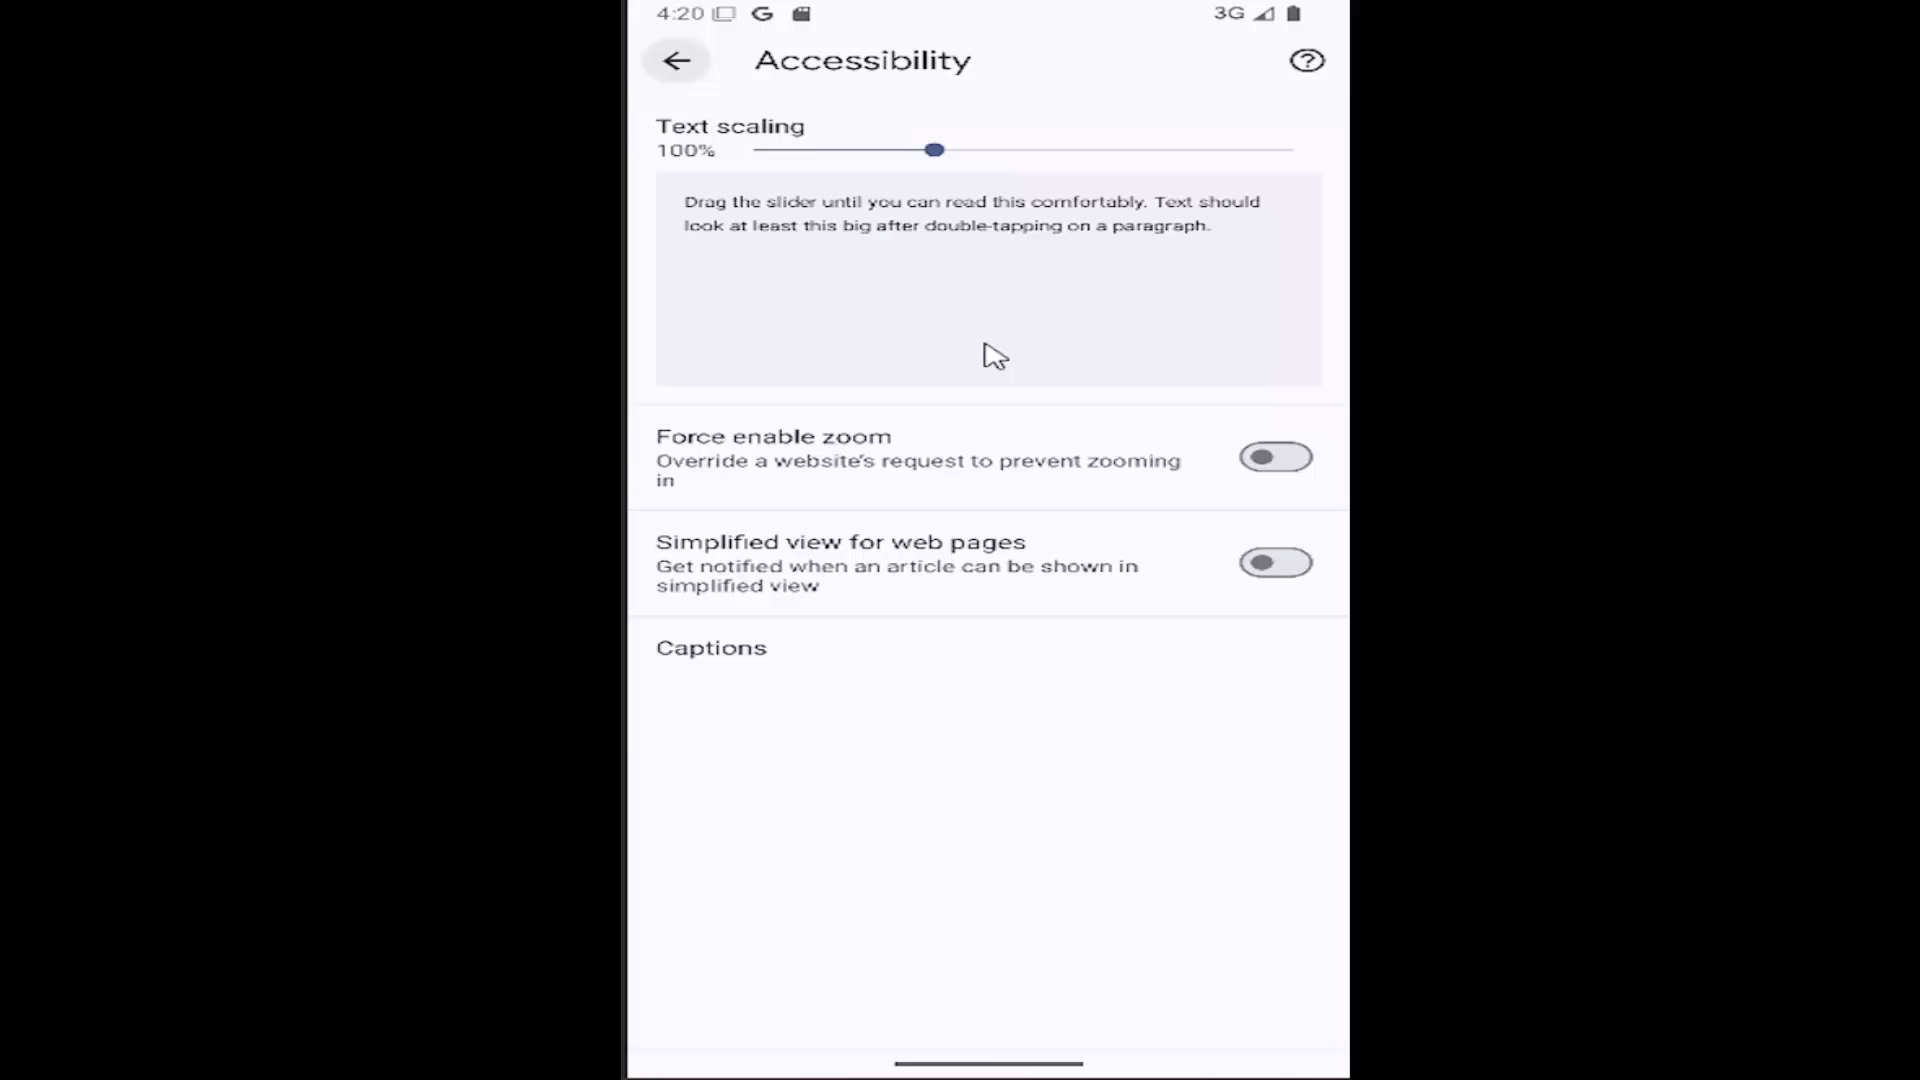 4:20 G 3G
Accessibility
Text scaling
100%
Drag the slider until you can read this comfortably. Text should
look at least this big after double-tapping on a paragraph.
Force enable zoom
Override a website's request to prevent zooming
in
Simplified view for web pages
Get notified when an article can be shown in
simplified view
Captions